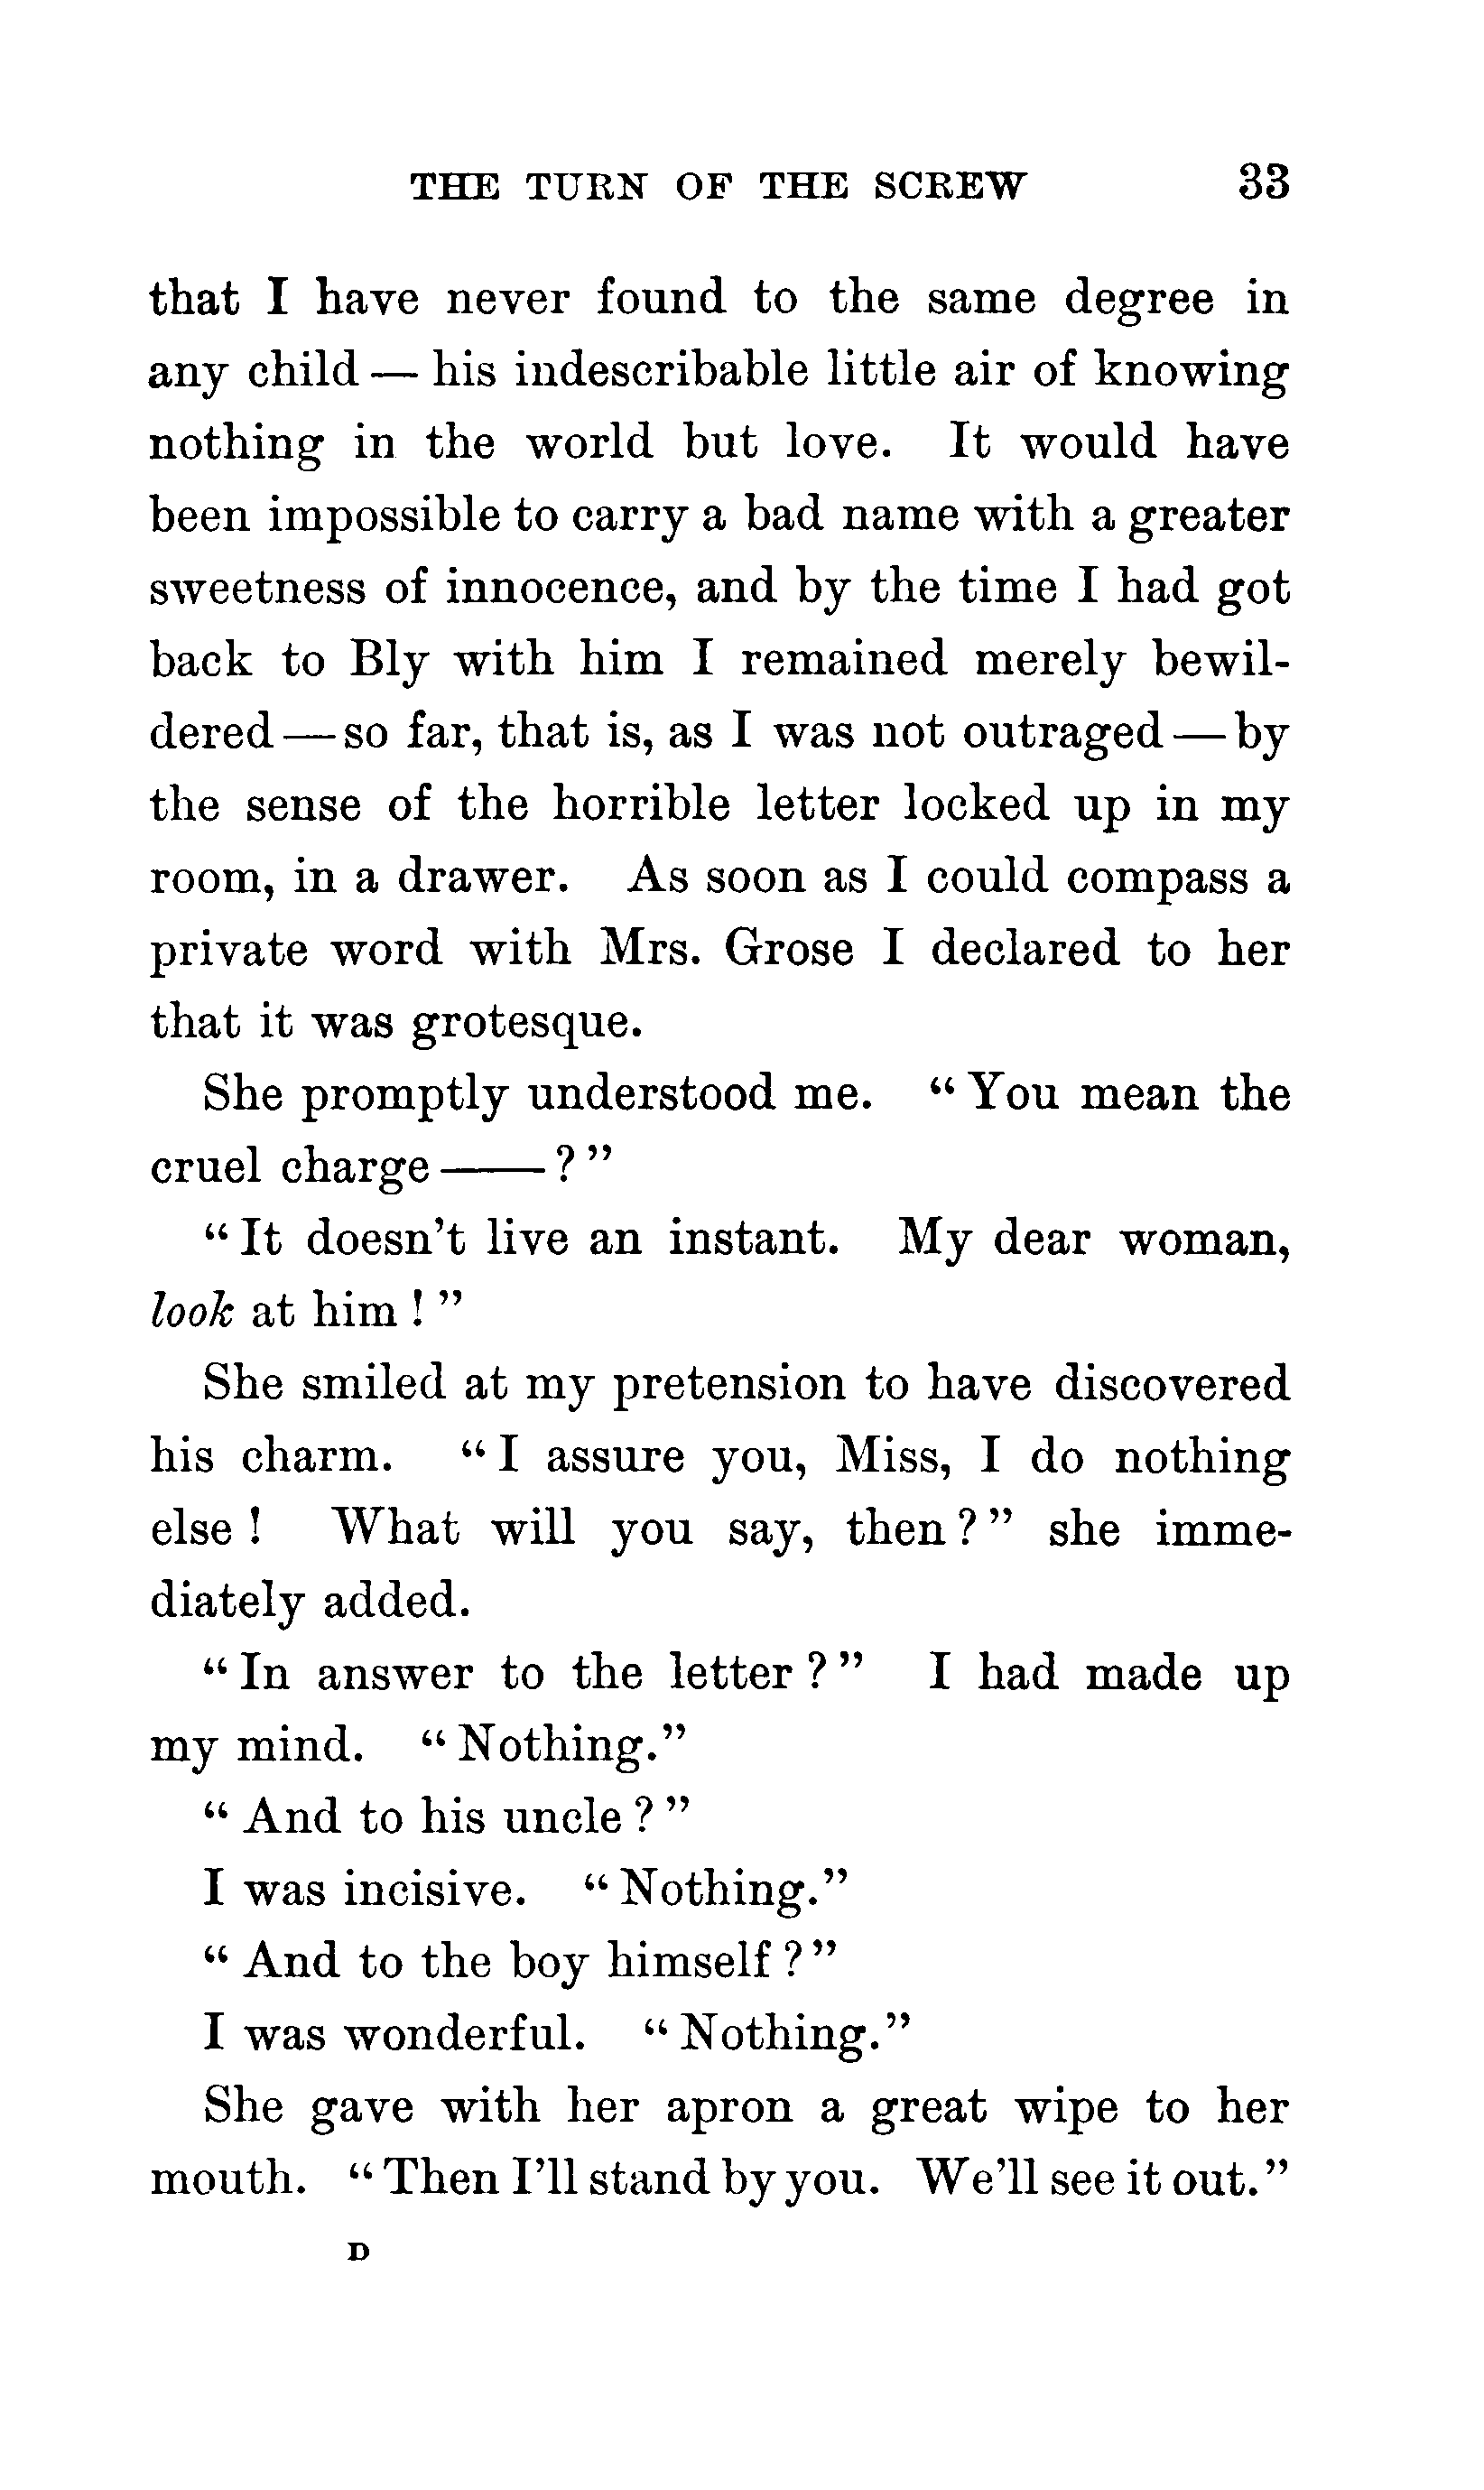 THE TURN OF THE SCREW 33
that I have never found to the same degree in
any child — his indescribable little air of knowing
nothing in the world but love. It would have
been impossible to carry a bad name with a greater
sweetness of innocence, and by the time I had got
back to Bly with him I remained merely bewil-
dered — so far, that is, as I was not outraged — by
the sense of the horrible letter locked up in my
room, in a drawer. As soon as I could compass a
private word with Mrs. Grose I declared to her
that it was grotesque.
She promptly understood me. “You mean the
cruel charge ——?”
“It doesn’t live an instant. My dear woman,
look at him!”
She smiled at my pretension to have discovered
his charm. “I assure you, Miss, I do nothing
else! What will you say, then?” she imme-
diately added.
“In answer to the letter?” I had made up
my mind. “Nothing.”
“And to his uncle?”
I was incisive. “Nothing.”
“And to the boy himself?”
I was wonderful. “Nothing.”
She gave with her apron a great wipe to her
mouth. “Then I’ll stand by you. We’ll see it out.”
D